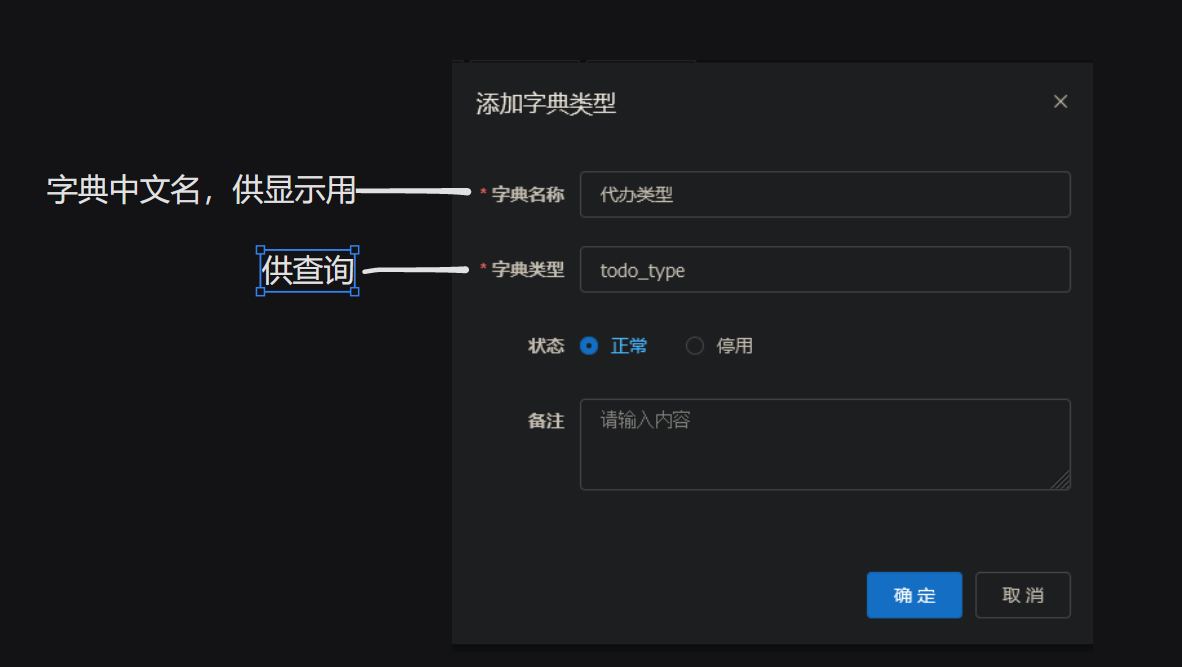 添加字典类型
字典中文名，供显示用
* 字典名称 代办类型
供查询
* 字典类型 todo_type
状态 正常 停用
备注 请输入内容
确 定 取 消